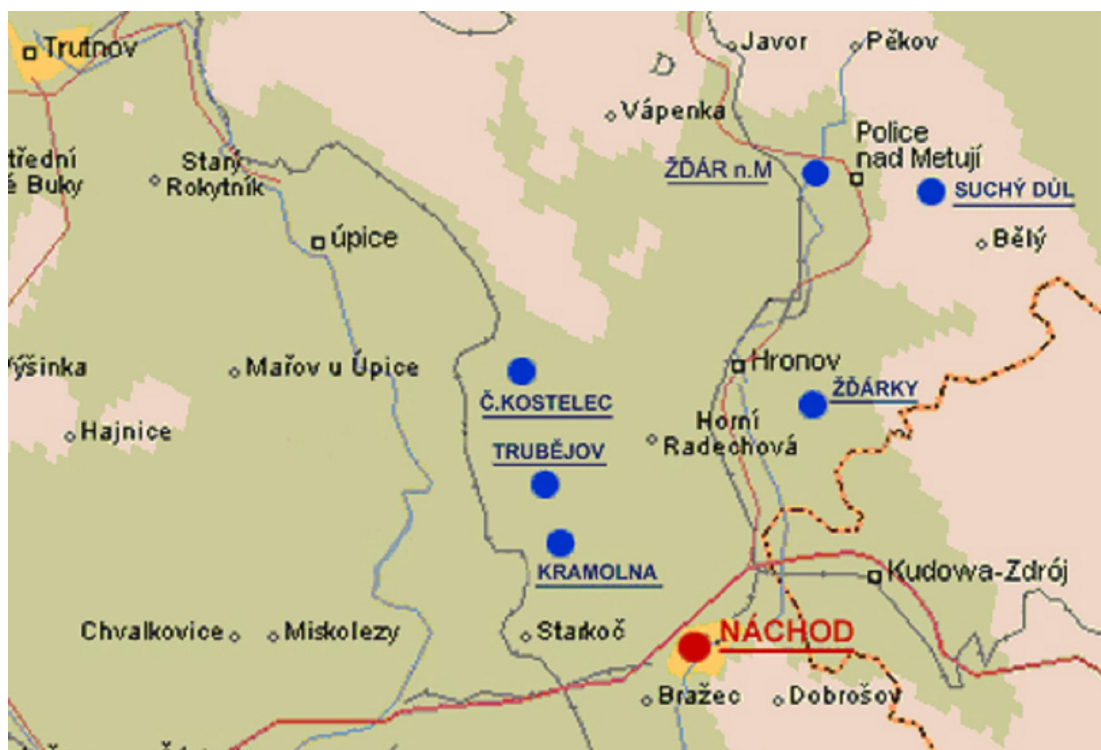 Javor
Pěkov
Trutnov
D
Vápenka
Police
nad Metují
třední
é Buky
Starý
Rokytník
ŽĎÁR n.M
SUCHÝ DŮL
Bělý
úpice
Výšinka
Mařov u Úpice
Hronov
Č.KOSTELEC
ŽĎÁRKY
Hajnice
Horní
Radechová
TRUBĚJOV
KRAMOLNA
Kudowa-Zdrój
Chvalkovice
Miskolezy
Starkoč
NÁCHOD
Bražec
Dobrošov